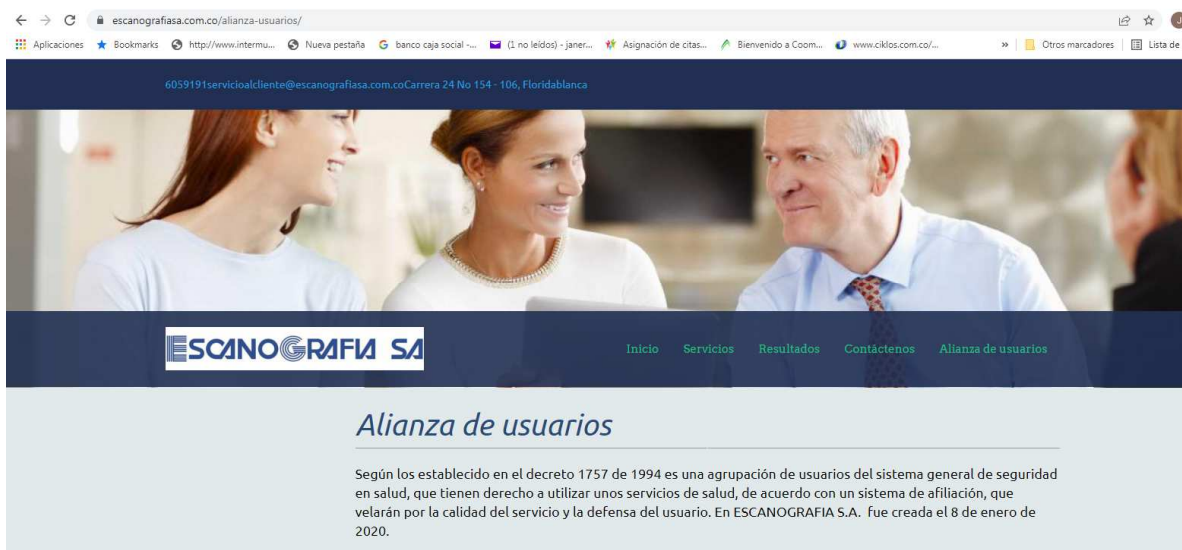 escanografiasa.com.co/alianza-usuarios/
Aplicaciones Bookmarks http://www.intermu... Nueva pestaña banco caja social -... (1 no leídos) - janer... Asignación de citas... Bienvenido a Coom... www.ciklos.com.co/... » Otros marcadores Lista de
6059191servicioalcliente@escanografiasa.com.coCarrera 24 No 154 - 106, Floridablanca
ESCANOGRAFIA SA
Inicio Servicios Resultados Contáctenos Alianza de usuarios
Alianza de usuarios
Según los establecido en el decreto 1757 de 1994 es una agrupación de usuarios del sistema general de seguridad
en salud, que tienen derecho a utilizar unos servicios de salud, de acuerdo con un sistema de afiliación, que
velarán por la calidad del servicio y la defensa del usuario. En ESCANOGRAFIA S.A. fue creada el 8 de enero de
2020.